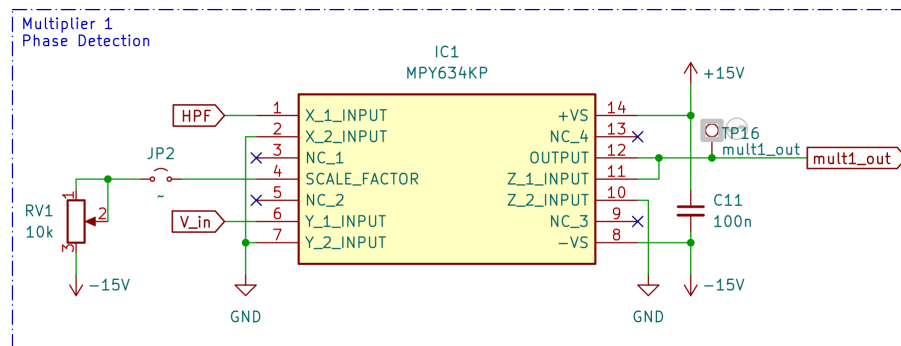 Multiplier 1
Phase Detection
IC1
MPY634KP
HPF
1
X_1_INPUT
2
X_2_INPUT
3
NC_1
4
SCALE_FACTOR
5
NC_2
6
Y_1_INPUT
7
Y_2_INPUT
V_in
JP2
~
RV1
10k
1
2
3
-15V
GND
+VS
14
NC_4
13
OUTPUT
12
Z_1_INPUT
11
Z_2_INPUT
10
NC_3
9
-VS
8
+15V
TP16
mult1_out
mult1_out
C11
100n
-15V
GND